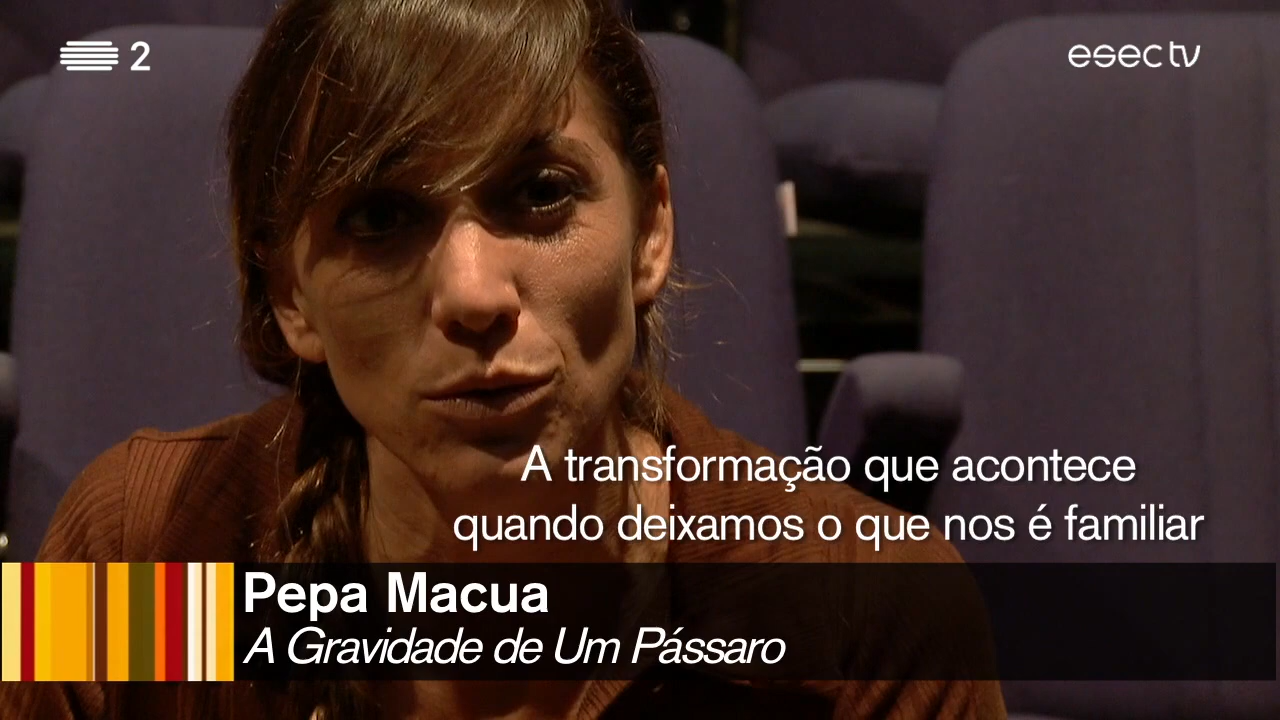 2
esec tv
A transformação que acontece
quando deixamos o que nos é familiar
Pepa Macua
A Gravidade de Um Pássaro